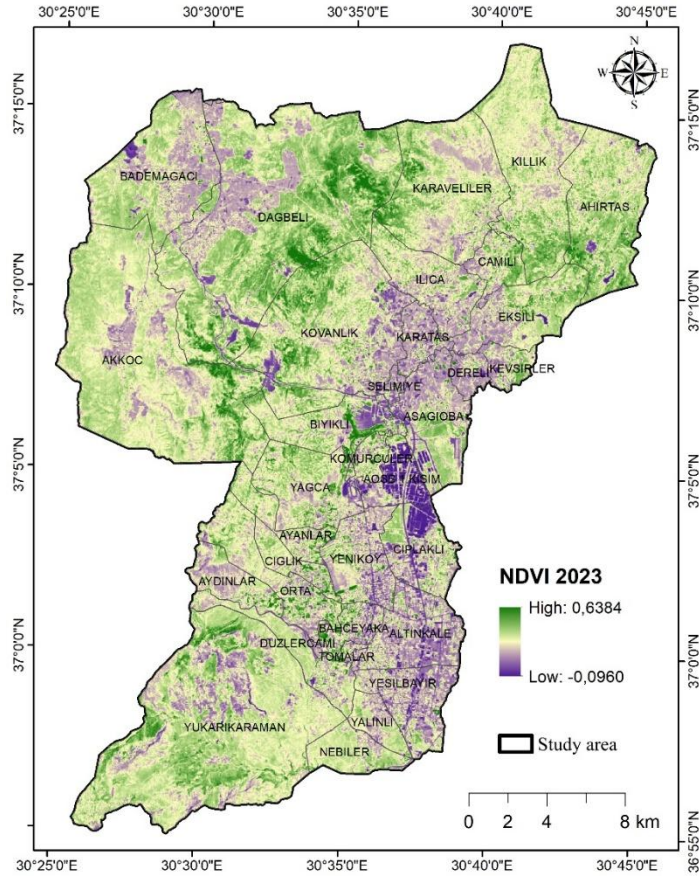 30°25'0"E 30°30'0"E 30°35'0"E 30°40'0"E 30°45'0"E
N
W E
S
37°15'0"N
37°15'0"N
KILLIK
BADEMAGACI
KARAVELILER
AHIRTAS
DAGBELI
CAMILI
ILICA
37°10'0"N
37°10'0"N
EKSILI
KOVANLIK
KARATAS
AKKOC
DERELI
KEVSIRLER
SELIMIYE
ASAGIOBA
BIYIKLI
37°5'0"N
37°5'0"N
KOMURCULER
AOSB I KISIM
YAGCA
AYANLAR
CIPLAKLI
YENIKOY
CIGLIK
AYDINLAR
ORTA
NDVI 2023
High: 0,6384
Low: -0,0960
37°0'0"N
37°0'0"N
BAHCEYAKA
ALTINKALE
DUZLERCAMI
TOMALAR
YESILBAYIR
YUKARIKARAMAN
YALINLI
NEBILER
Study area
0 2 4 8 km
36°55'0"N
30°25'0"E 30°30'0"E 30°35'0"E 30°40'0"E 30°45'0"E